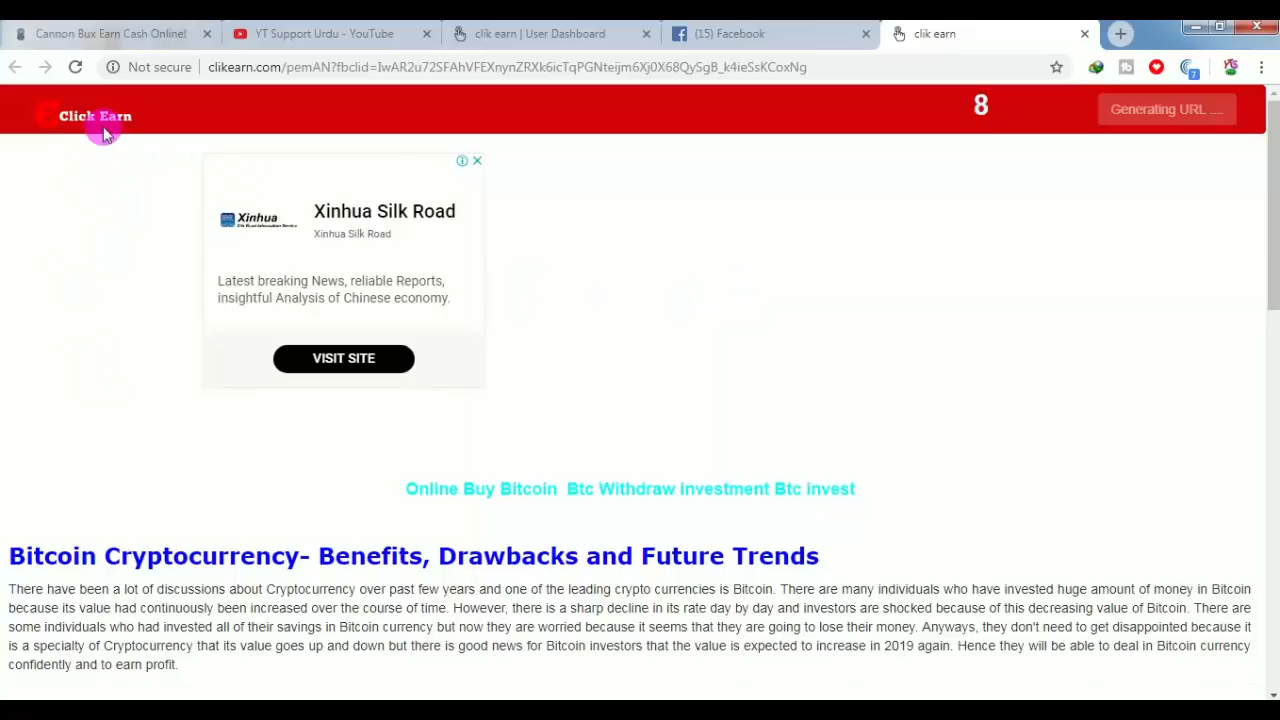 Cannon Bux Earn Cash Online!
YT Support Urdu - YouTube
clik earn | User Dashboard
(15) Facebook
clik earn
Not secure
clikearn.com/pemAN?fbclid=IwAR2u72SFAhVFEXnynZRXk6icTqPGNteijm6Xj0X68QySgB_k4ieSsKCoxNg
7
Click Earn
8
Generating URL ....
Xinhua
Silk Road Information Service
Xinhua Silk Road
Xinhua Silk Road
Latest breaking News, reliable Reports,
insightful Analysis of Chinese economy.
VISIT SITE
Online Buy Bitcoin Btc Withdraw investment Btc invest
Bitcoin Cryptocurrency- Benefits, Drawbacks and Future Trends
There have been a lot of discussions about Cryptocurrency over past few years and one of the leading crypto currencies is Bitcoin. There are many individuals who have invested huge amount of money in Bitcoin
because its value had continuously been increased over the course of time. However, there is a sharp decline in its rate day by day and investors are shocked because of this decreasing value of Bitcoin. There are
some individuals who had invested all of their savings in Bitcoin currency but now they are worried because it seems that they are going to lose their money. Anyways, they don't need to get disappointed because it
is a specialty of Cryptocurrency that its value goes up and down but there is good news for Bitcoin investors that the value is expected to increase in 2019 again. Hence they will be able to deal in Bitcoin currency
confidently and to earn profit.